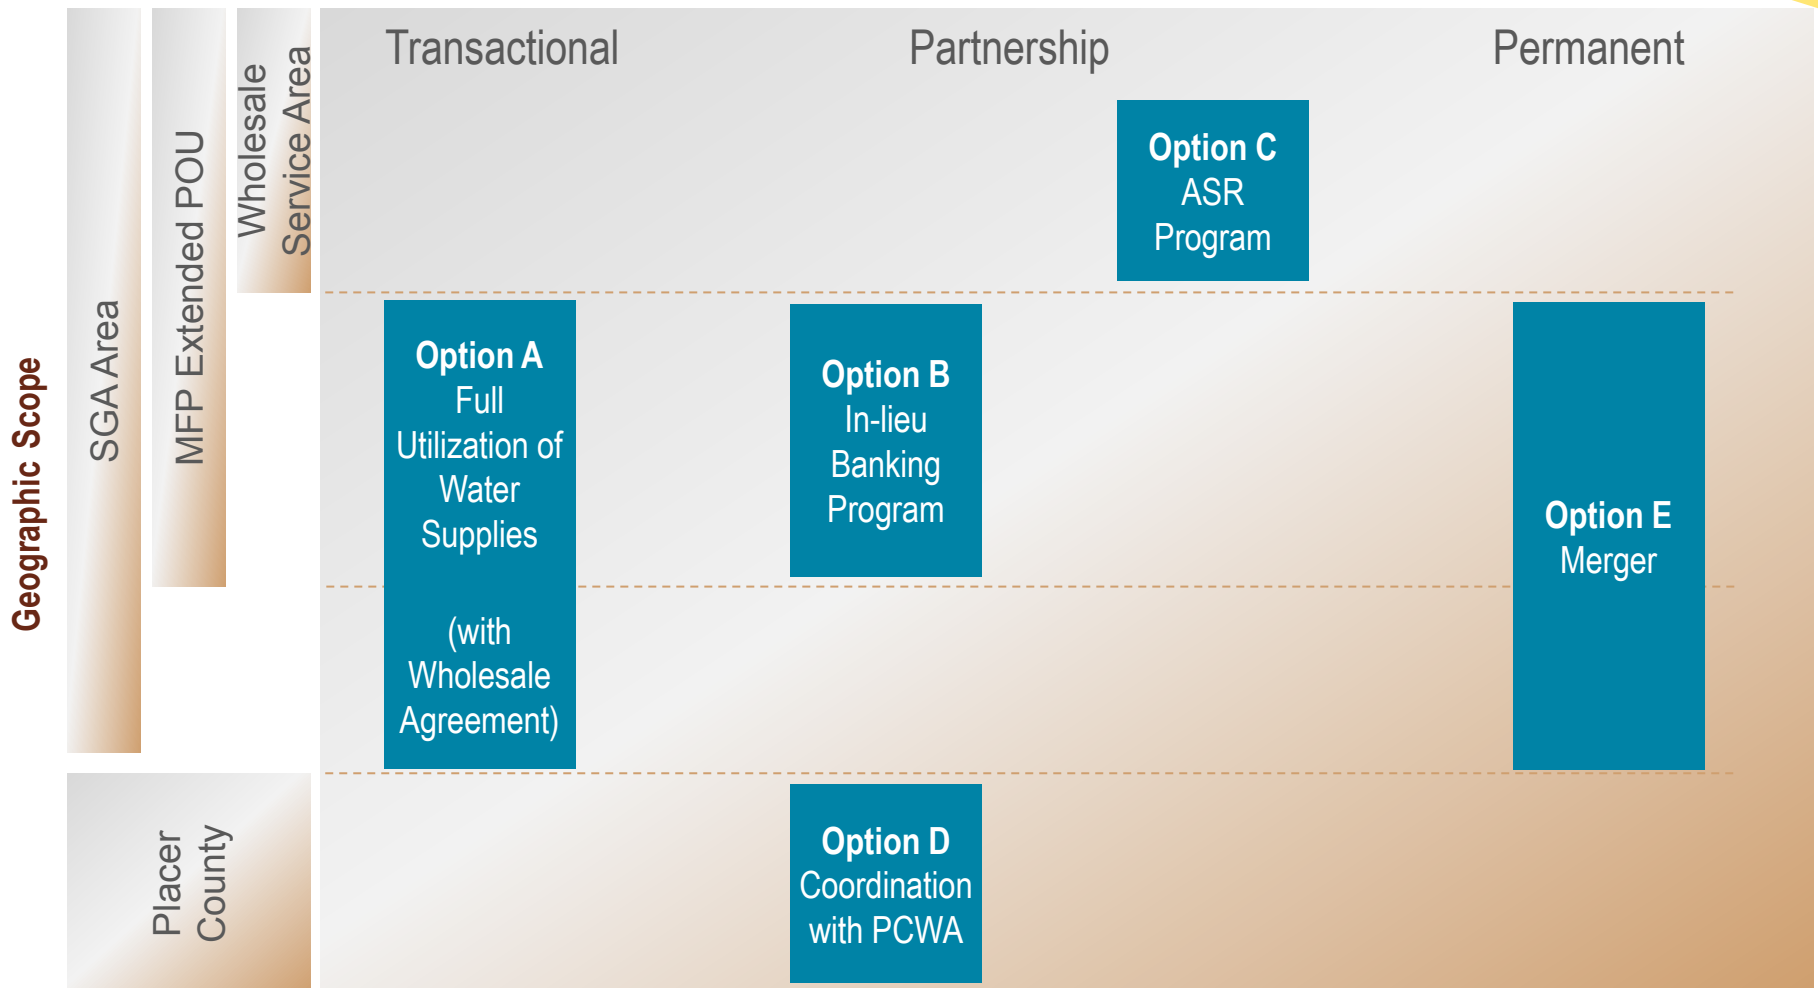 Transactional
Partnership
Permanent
Geographic Scope
SGA Area
MFP Extended POU
Wholesale
Service Area
Placer
County
Option A
Full
Utilization of
Water
Supplies
(with
Wholesale
Agreement)
Option B
In-lieu
Banking
Program
Option C
ASR
Program
Option D
Coordination
with PCWA
Option E
Merger